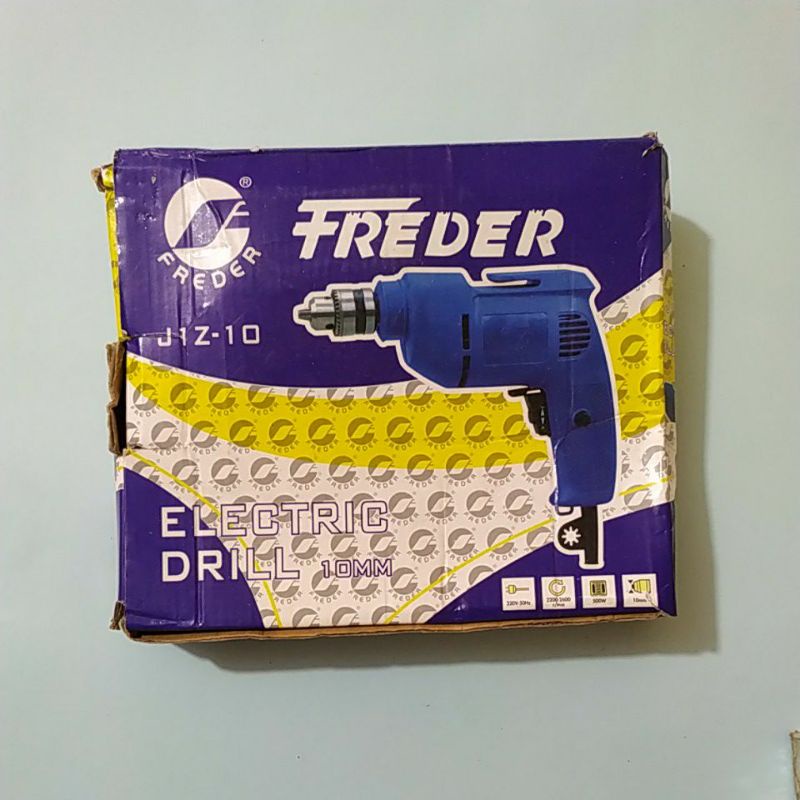 ®
FREDER
FREDER
J1Z-10
ELECTRIC
DRILL 10MM
220V-50Hz
500W
10mm